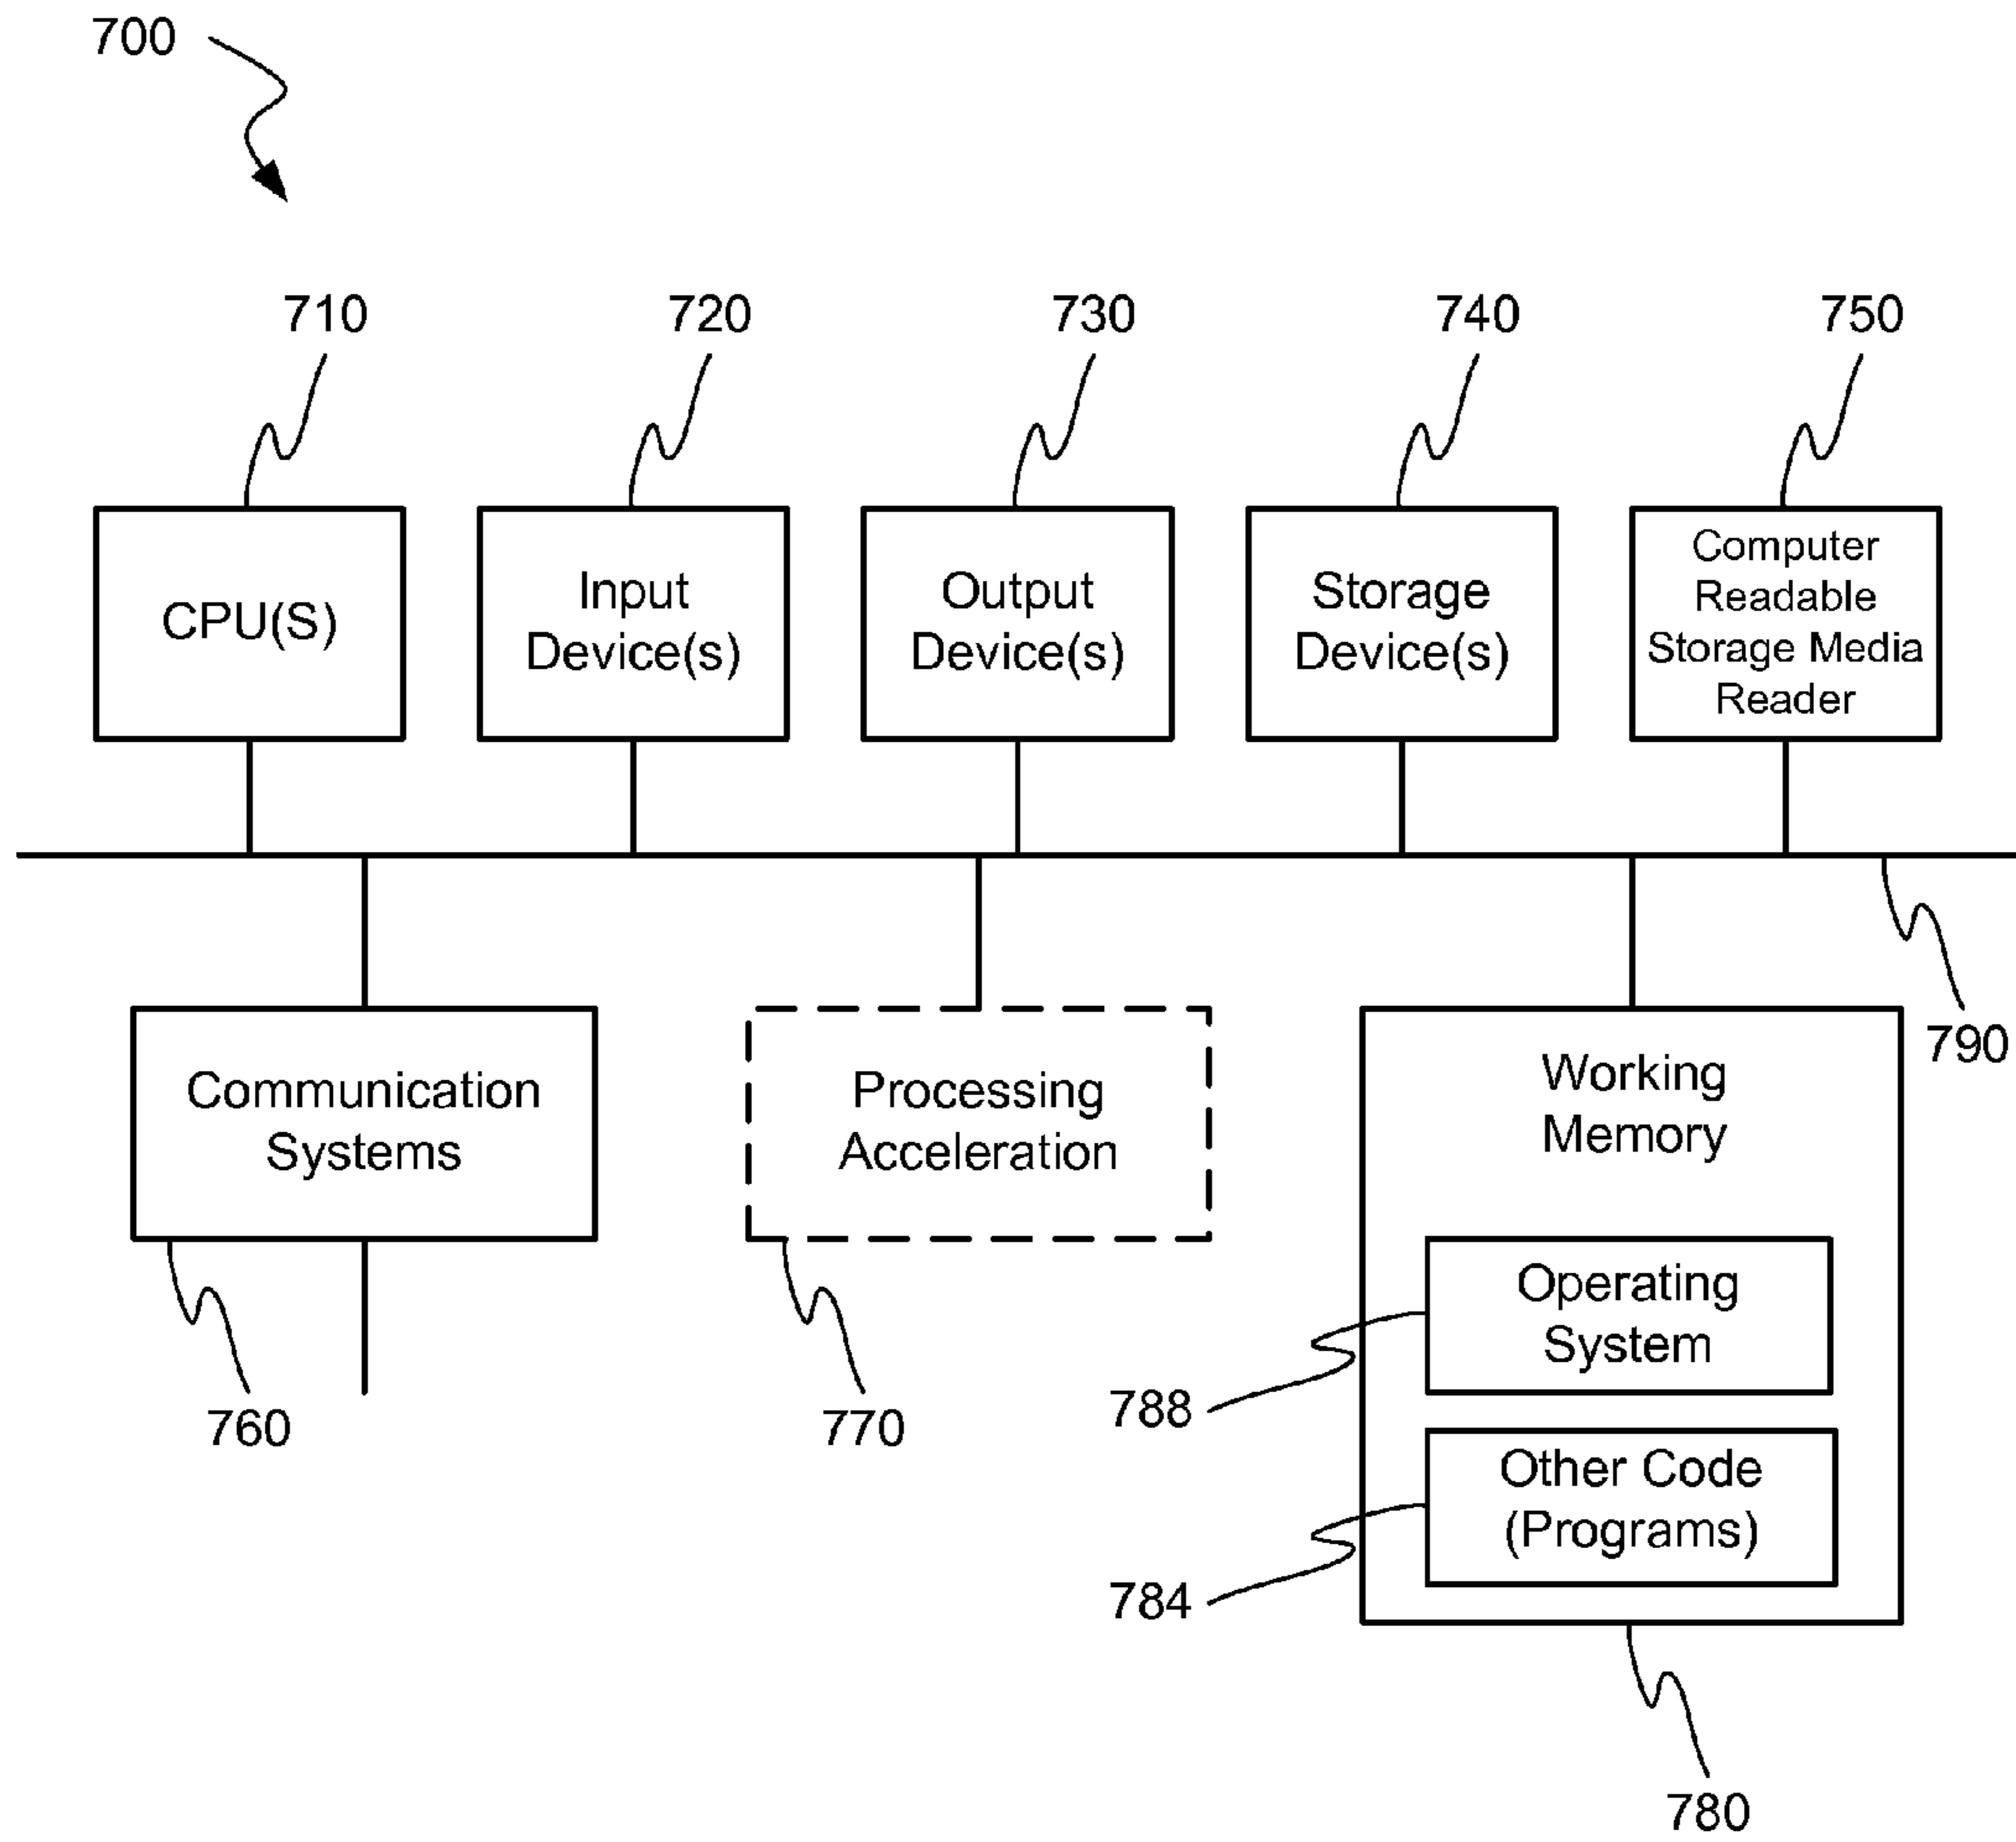 700
710
720
730
740
750
CPU(S)
Input
Device(s)
Output
Device(s)
Storage
Device(s)
Computer
Readable
Storage Media
Reader
790
Communication
Systems
Processing
Acceleration
Working
Memory
Operating
System
788
Other Code
(Programs)
784
760
770
780